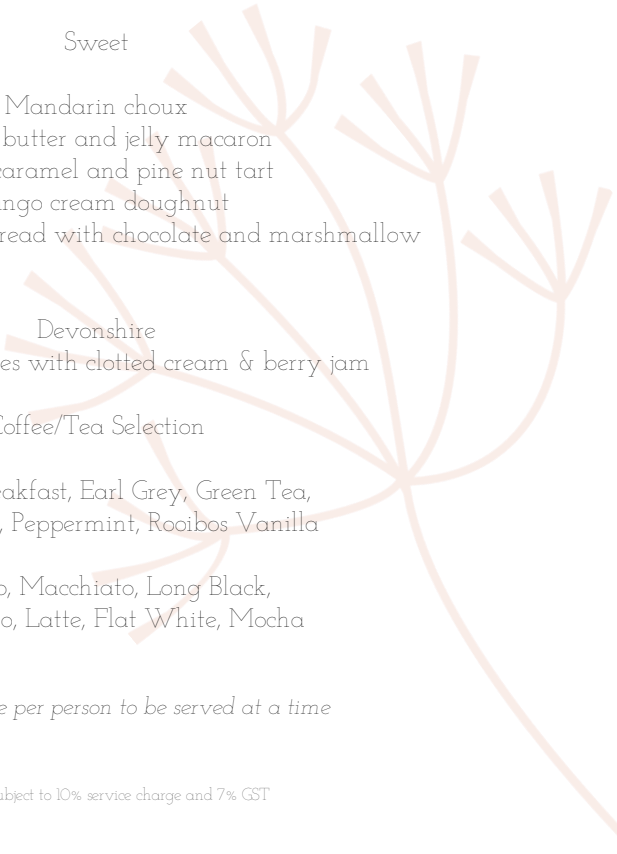 Sweet
Mandarin choux
butter and jelly macaron
caramel and pine nut tart
ngo cream doughnut
read with chocolate and marshmallow
Devonshire
es with clotted cream & berry jam
Coffee/Tea Selection
eakfast, Earl Grey, Green Tea,
, Peppermint, Rooibos Vanilla
o, Macchiato, Long Black,
o, Latte, Flat White, Mocha
e per person to be served at a time
ubject to 10% service charge and 7% GST